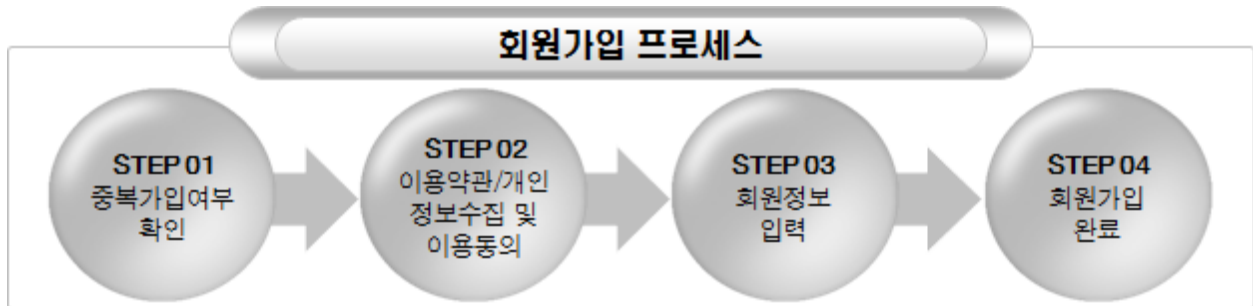 회원가입 프로세스
STEP 01
중복가입여부
확인
STEP 02
이용약관/개인
정보수집 및
이용동의
STEP 03
회원정보
입력
STEP 04
회원가입
완료